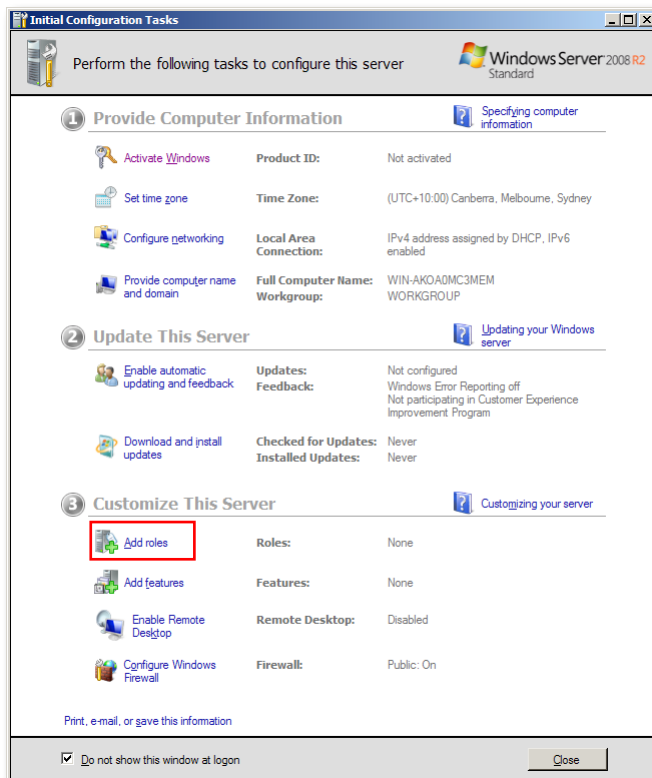 Initial Configuration Tasks
Perform the following tasks to configure this server
Windows Server 2008 R2
Standard
1 Provide Computer Information
Specifying computer
information
Activate Windows Product ID: Not activated
Set time zone Time Zone: (UTC+10:00) Canberra, Melbourne, Sydney
Configure networking Local Area IPv4 address assigned by DHCP, IPv6
Connection: enabled
Provide computer name Full Computer Name: WIN-AKOA0MC3MEM
and domain Workgroup: WORKGROUP
2 Update This Server
Updating your Windows
server
Enable automatic Updates: Not configured
updating and feedback Feedback: Windows Error Reporting off
Not participating in Customer Experience
Improvement Program
Download and install Checked for Updates: Never
updates Installed Updates: Never
3 Customize This Server
Customizing your server
Add roles Roles: None
Add features Features: None
Enable Remote Remote Desktop: Disabled
Desktop
Configure Windows Firewall: Public: On
Firewall
Print, e-mail, or save this information
Do not show this window at logon
Close